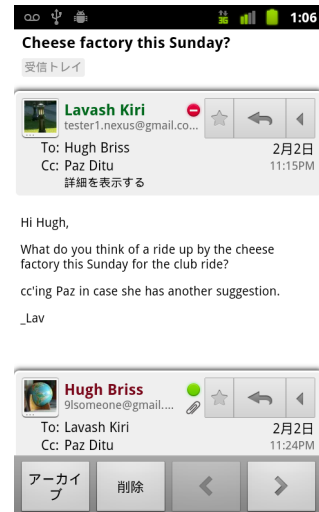 1:06
Cheese factory this Sunday?
受信トレイ
Lavash Kiri
tester1.nexus@gmail.co...
To: Hugh Briss 2月2日
Cc: Paz Ditu 11:15PM
詳細を表示する
Hi Hugh,
What do you think of a ride up by the cheese
factory this Sunday for the club ride?
cc'ing Paz in case she has another suggestion.
_Lav
Hugh Briss
9lsomeone@gmail....
To: Lavash Kiri 2月2日
Cc: Paz Ditu 11:24PM
アーカイ
ブ
削除